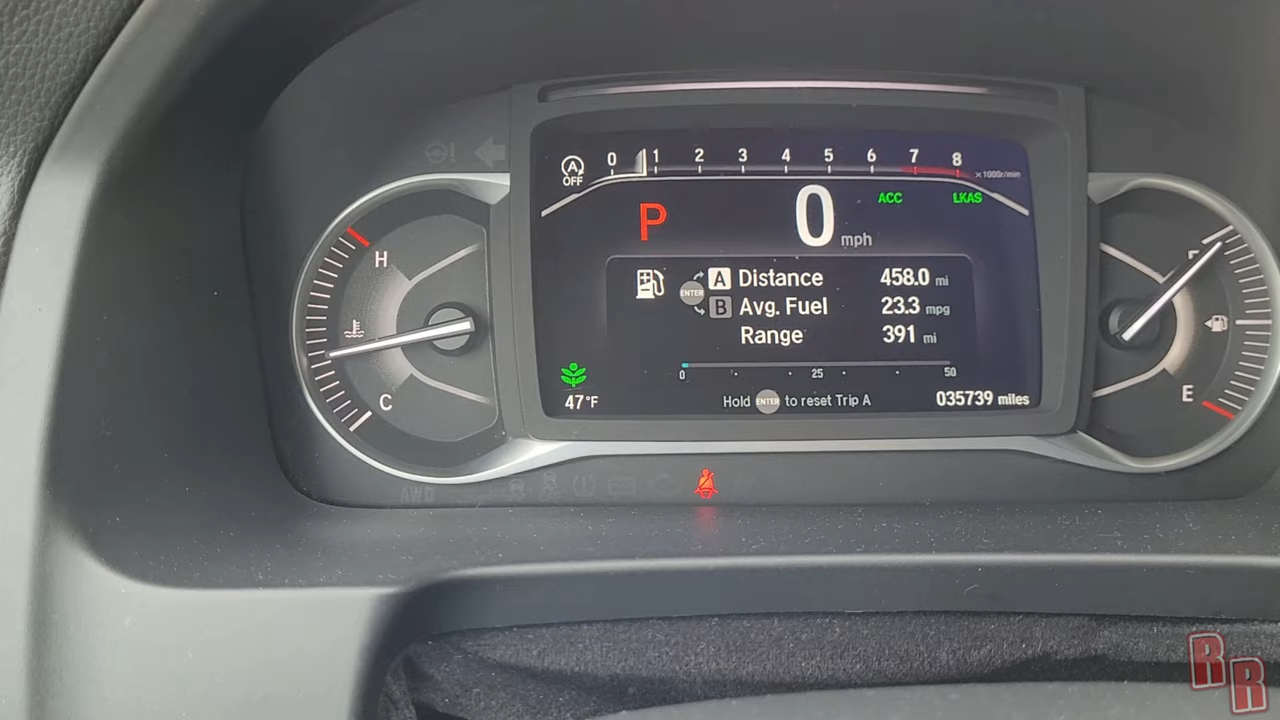 A
OFF
0 1 2 3 4 5 6 7 8
×1000r/min
P
0 mph
ACC LKAS
ENTER
A Distance 458.0 mi
B Avg. Fuel 23.3 mpg
Range 391 mi
0 25 50
47°F
Hold ENTER to reset Trip A
035739 miles
H
C
F
E
AWD
RR